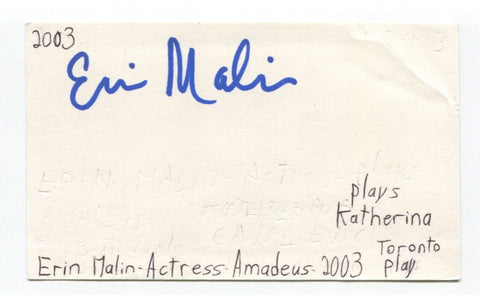 2003
Erin Malin
plays
Katherina
Toronto
Play
Erin Malin-Actress-Amadeus-2003